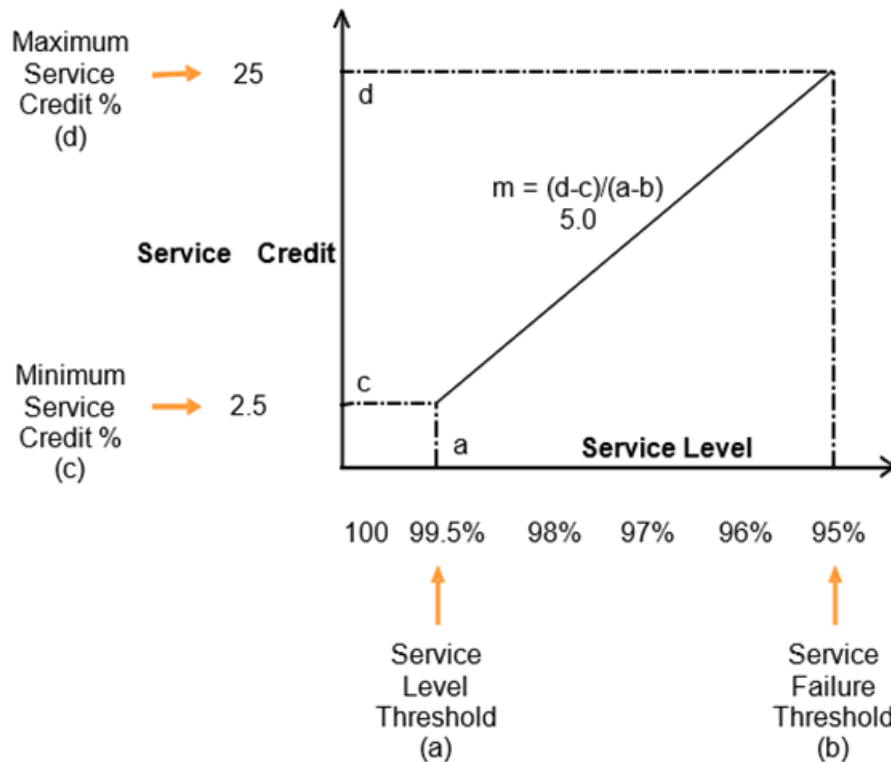 Maximum
Service
Credit %
(d)
25
d
m = (d-c)/(a-b)
5.0
Service Credit
Minimum
Service
Credit %
(c)
2.5
c
a
Service Level
100 99.5% 98% 97% 96% 95%
Service
Level
Threshold
(a)
Service
Failure
Threshold
(b)